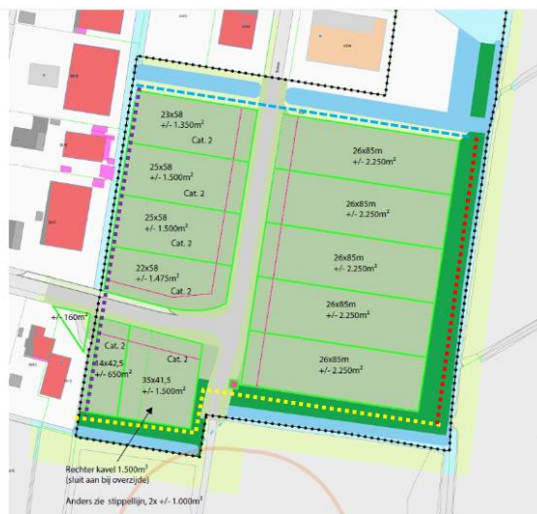 23x58
+/- 1.350m²
Cat. 2
25x58
+/- 1.500m²
Cat. 2
25x58
+/- 1.500m²
Cat. 2
22x58
+/- 1.475m²
Cat. 2
26x85m
+/- 2.250m²
26x85m
+/- 2.250m²
26x85m
+/- 2.250m²
26x85m
+/- 2.250m²
26x85m
+/- 2.250m²
+/- 160m²
Cat. 2
14x42,5
+/- 650m²
Cat. 2
35x41,5
+/- 1.500m²
Rechter kavel 1.500m²
(sluit aan bij overzijde)
Anders zie stippellijn, 2x +/- 1.000m²